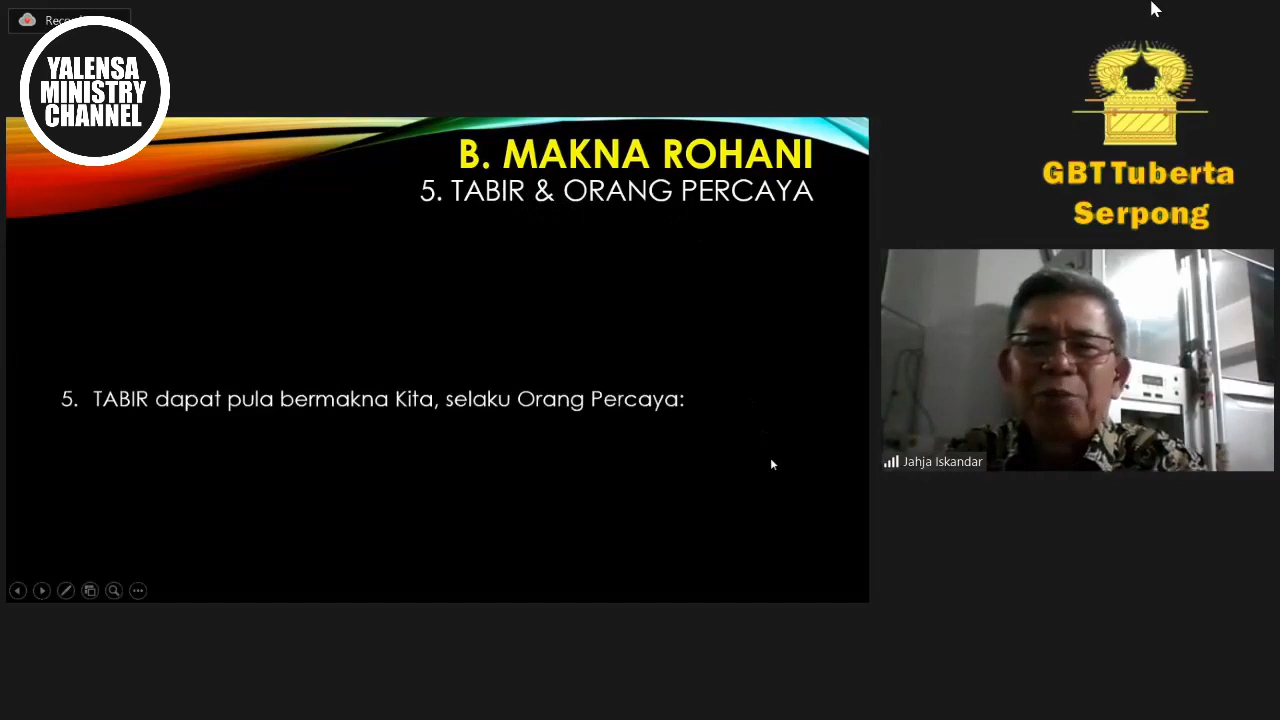 YALENSA
MINISTRY
CHANNEL
B. MAKNA ROHANI
5. TABIR & ORANG PERCAYA
5. TABIR dapat pula bermakna Kita, selaku Orang Percaya:
GBT Tuberta
Serpong
Jahja Iskandar